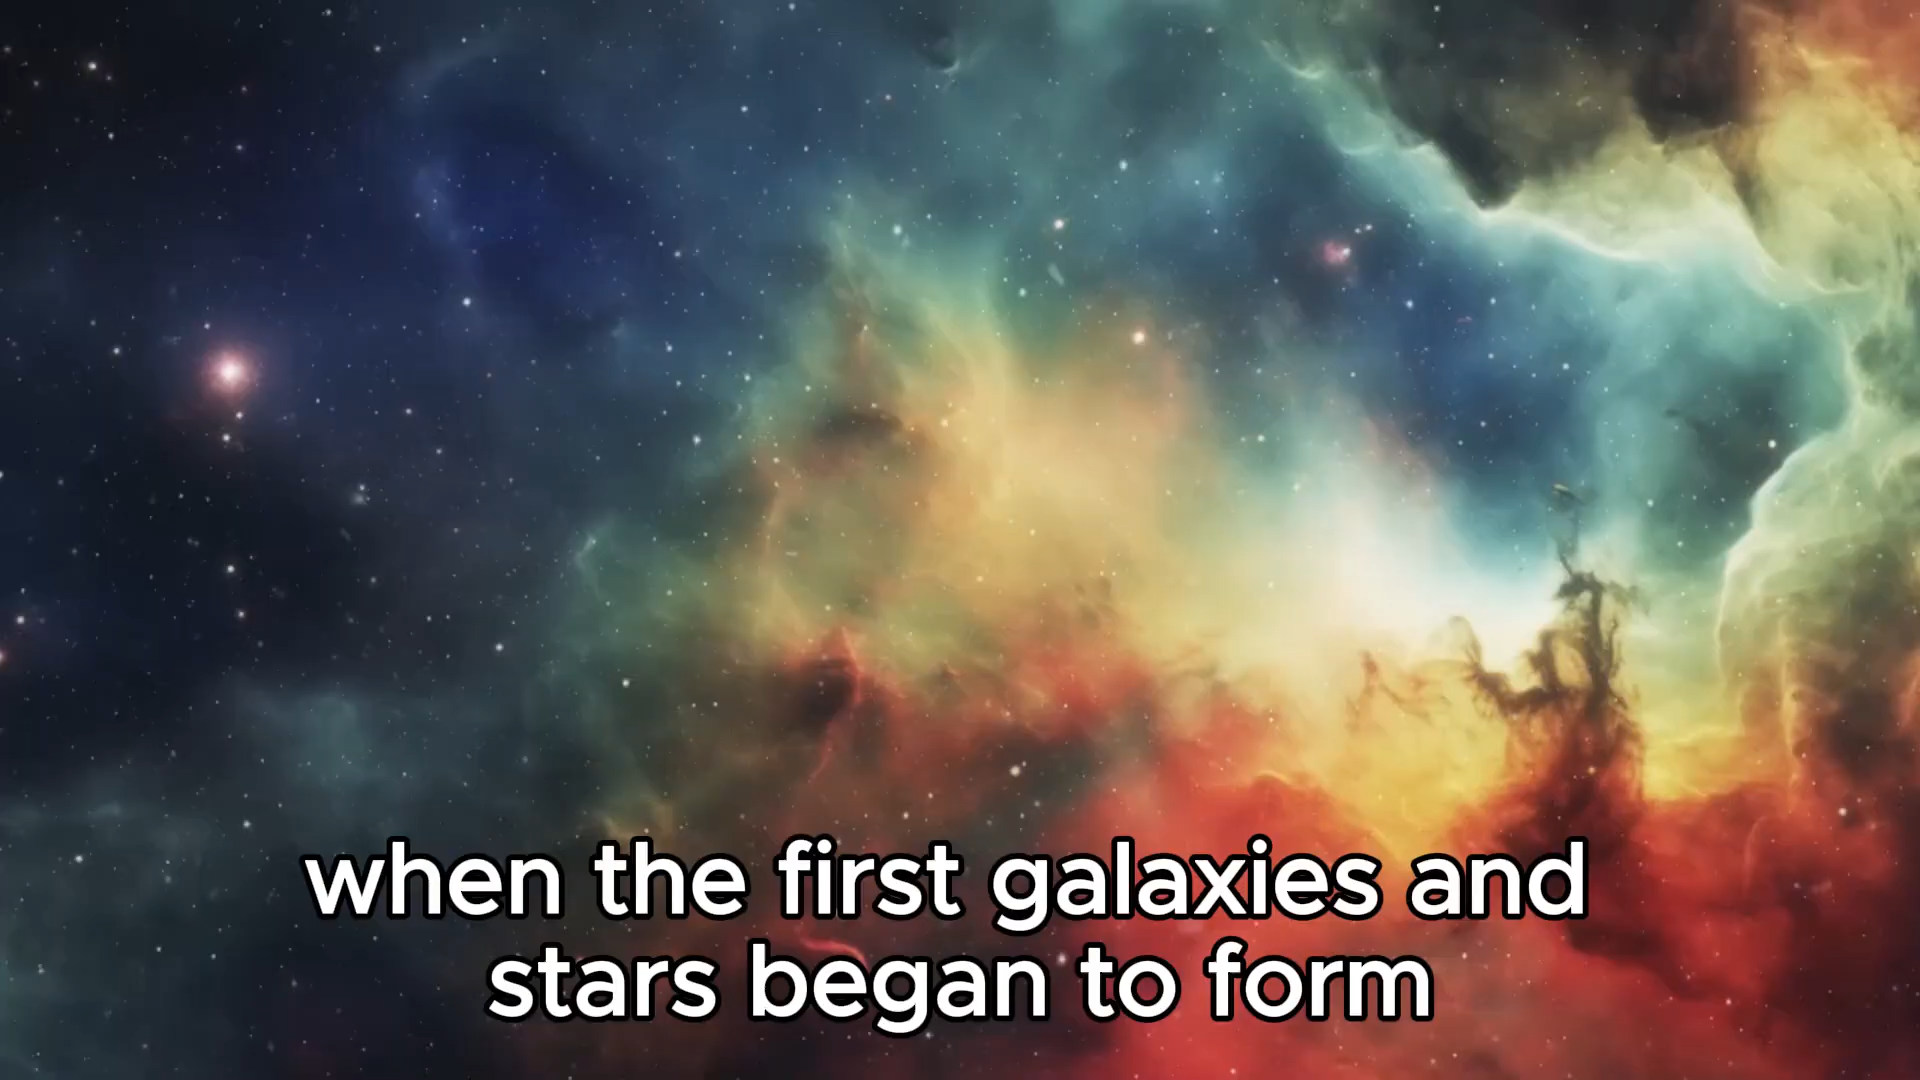 when the first galaxies and
stars began to form